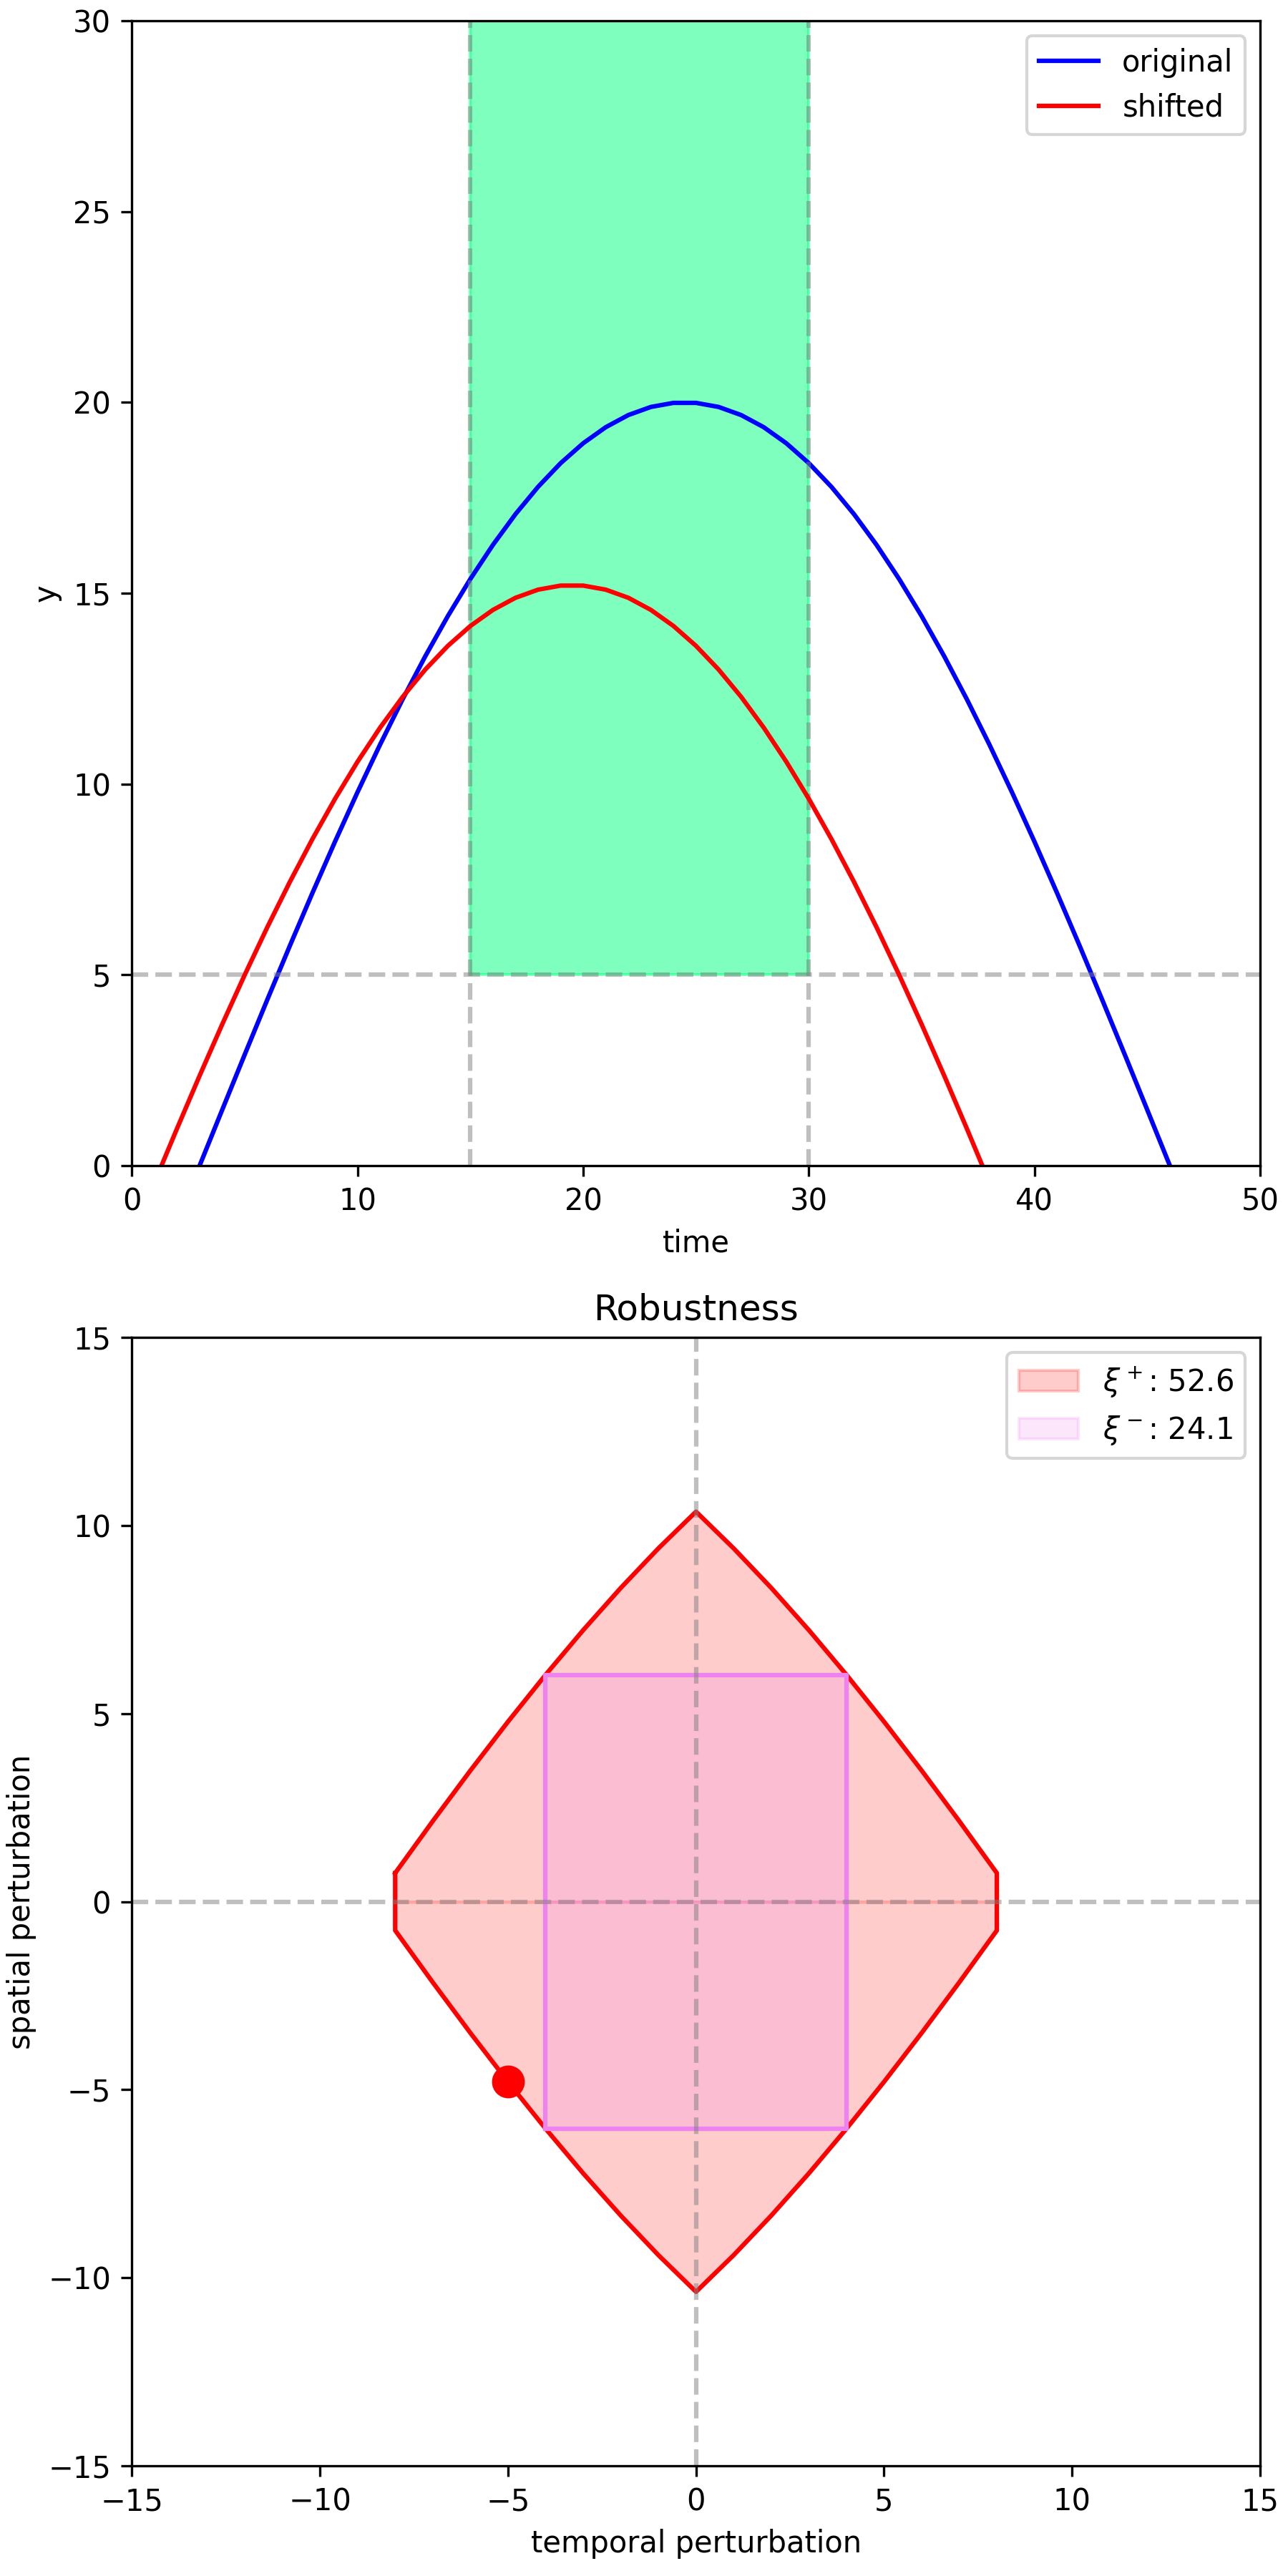 30
original
shifted
25
20
15
10
5
0
y
0 10 20 30 40 50
time
Robustness
15
ξ⁺: 52.6
ξ⁻: 24.1
10
5
0
−5
−10
−15
spatial perturbation
−15 −10 −5 0 5 10 15
temporal perturbation